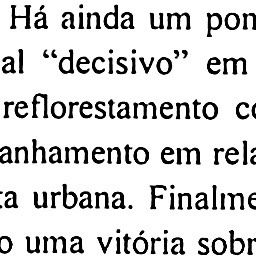 Há ainda um pon
al “decisivo” em
reflorestamento co
anhamento em rela
ta urbana. Finalme
o uma vitória sobr